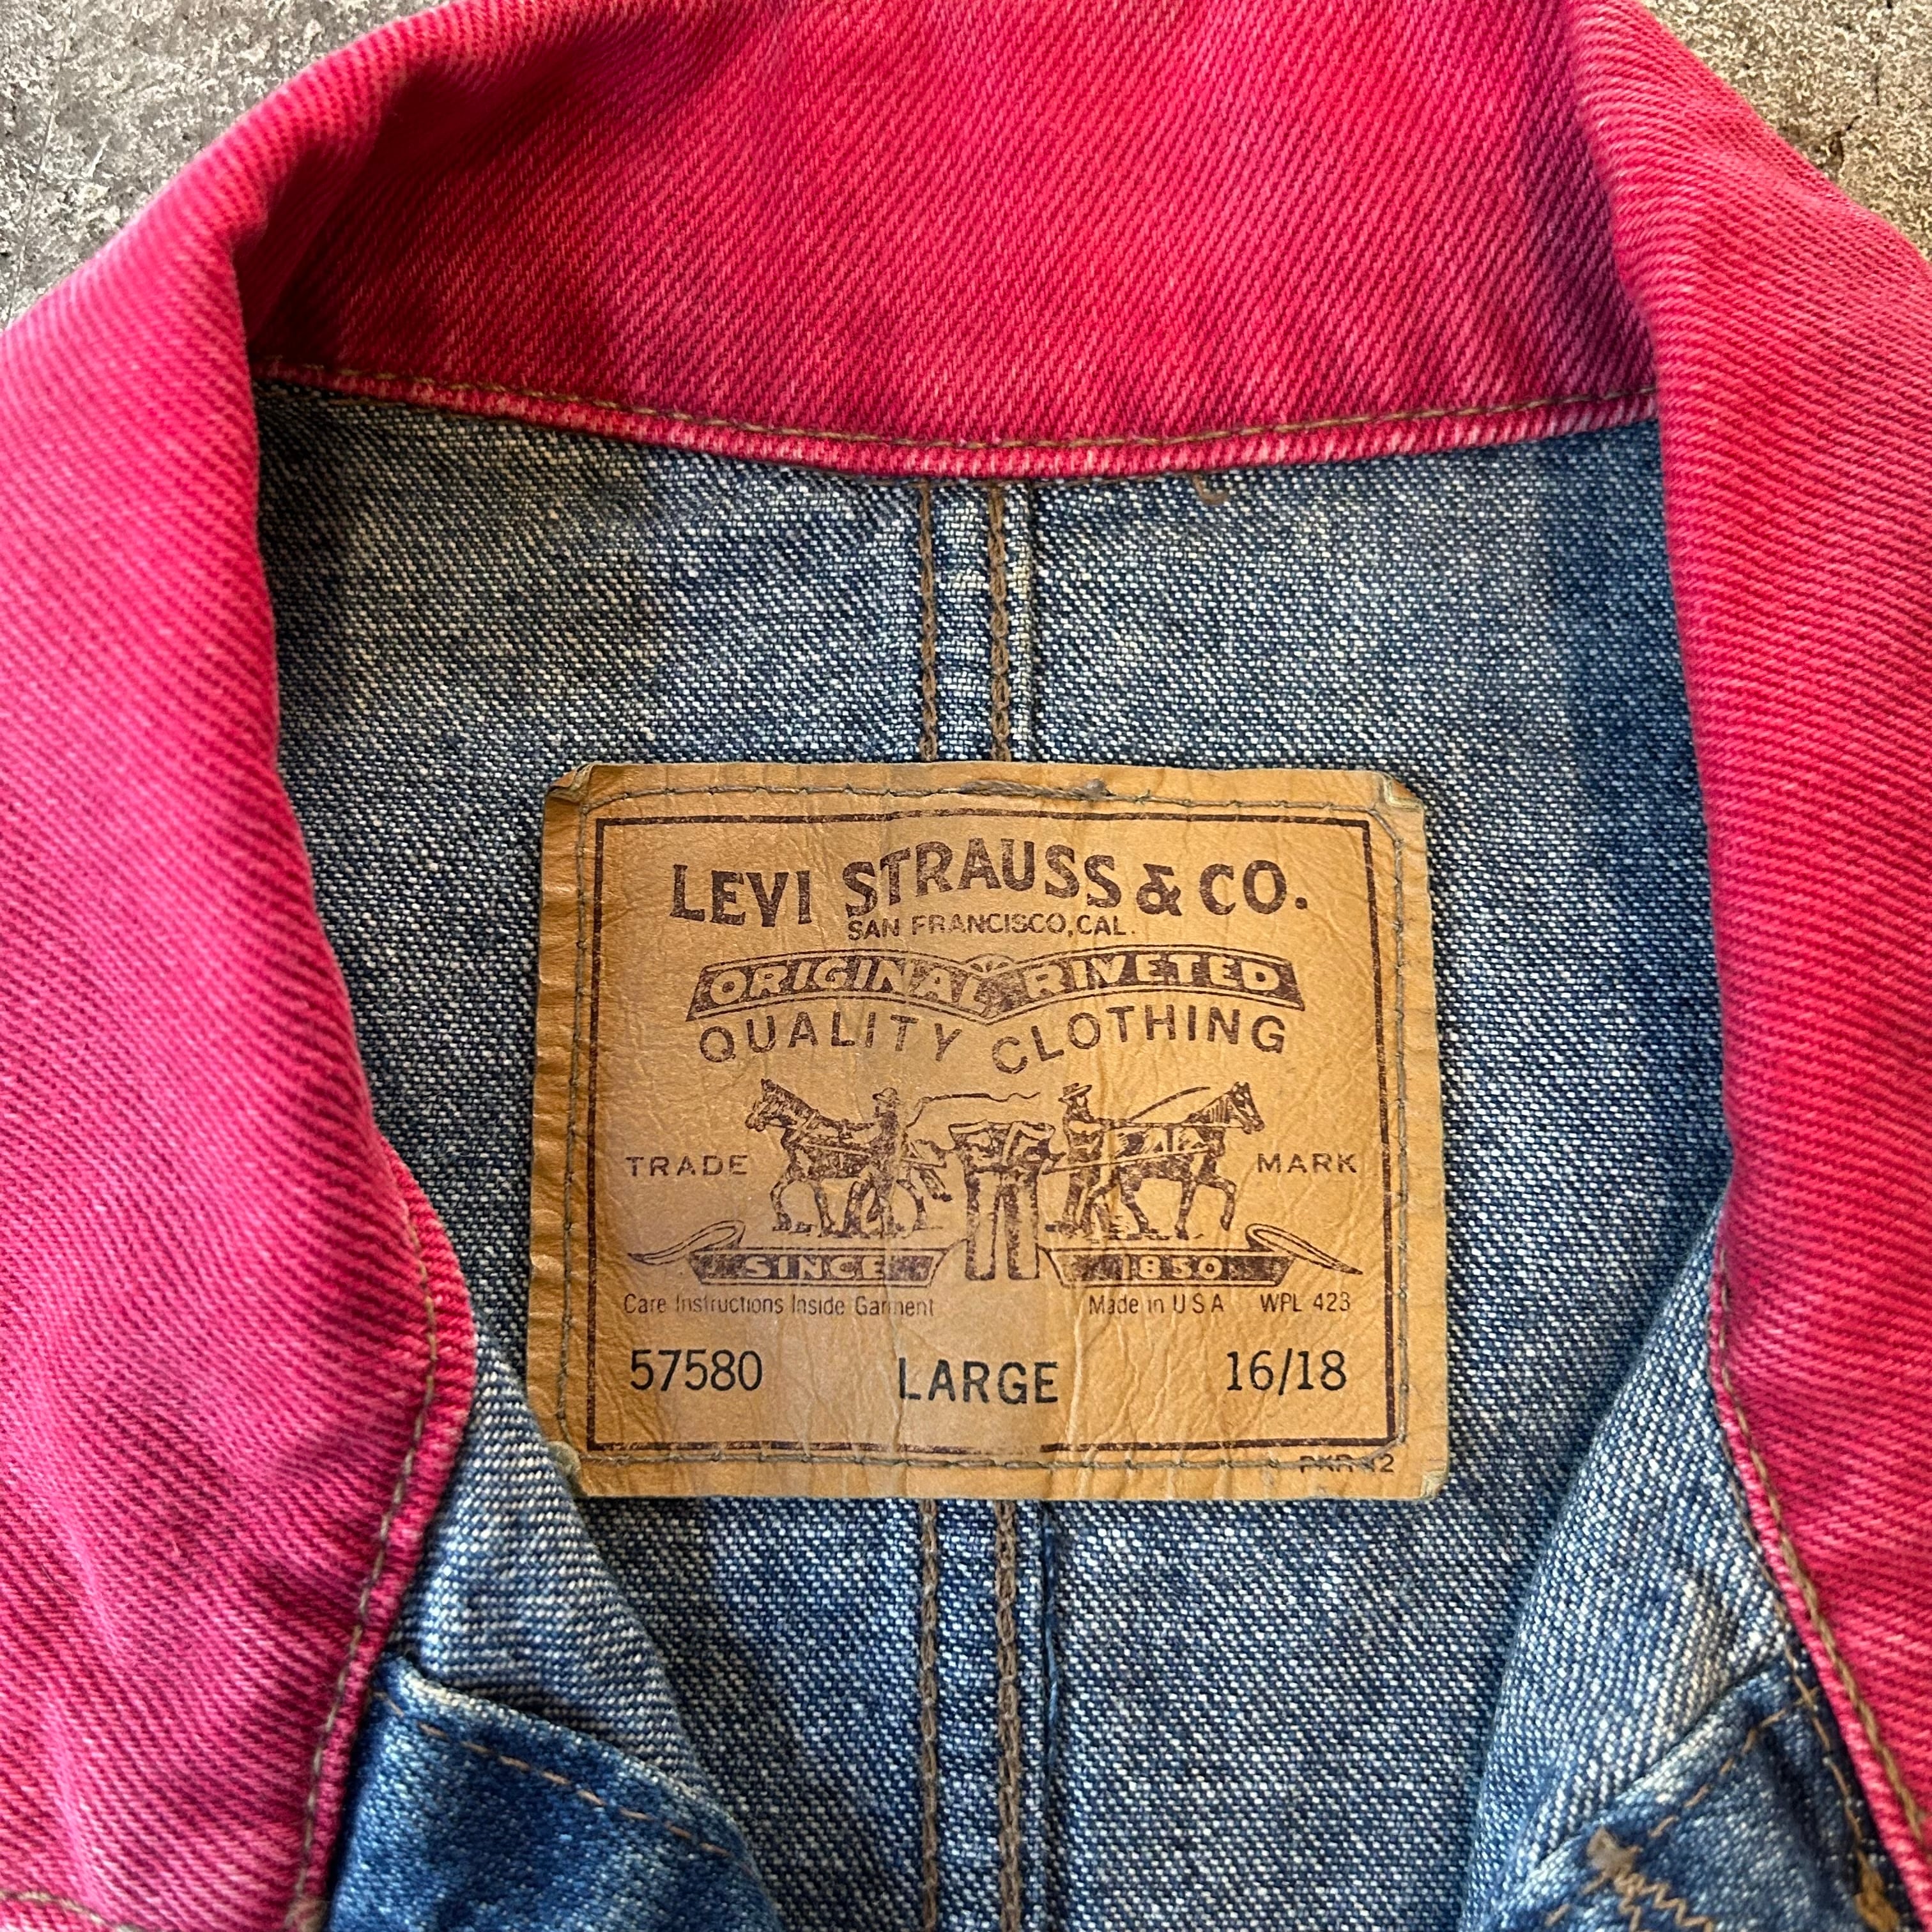 LEVI STRAUSS & CO.
SAN FRANCISCO, CAL.
ORIGINAL RIVETED
QUALITY CLOTHING
TRADE MARK
SINCE 1850
Care Instructions Inside Garment Made in U S A WPL 423
57580 LARGE 16/18